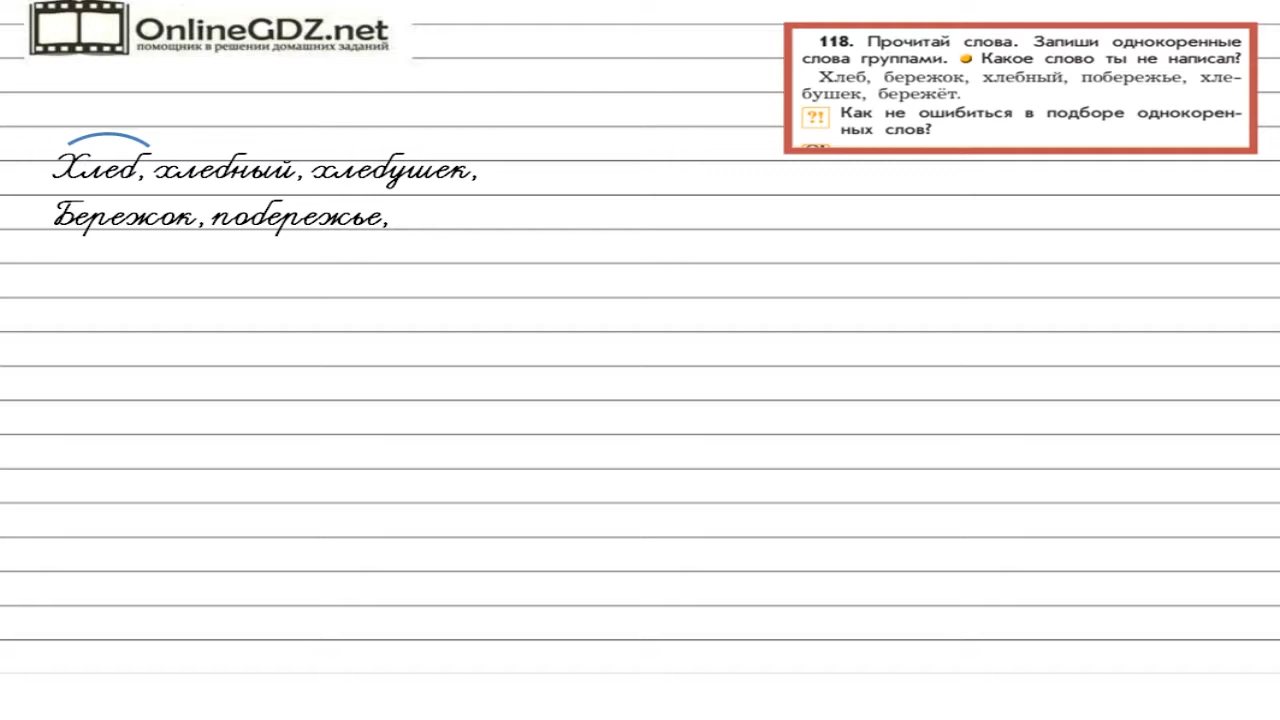 OnlineGDZ.net
помощник в решении домашних заданий
118. Прочитай слова. Запиши однокоренные
слова группами. Какое слово ты не написал?
Хлеб, бережок, хлебный, побережье, хле-
бушек, бережёт.
?! Как не ошибиться в подборе однокорен-
ных слов?
Хлеб, хлебный, хлебушек,
Бережок, побережье,